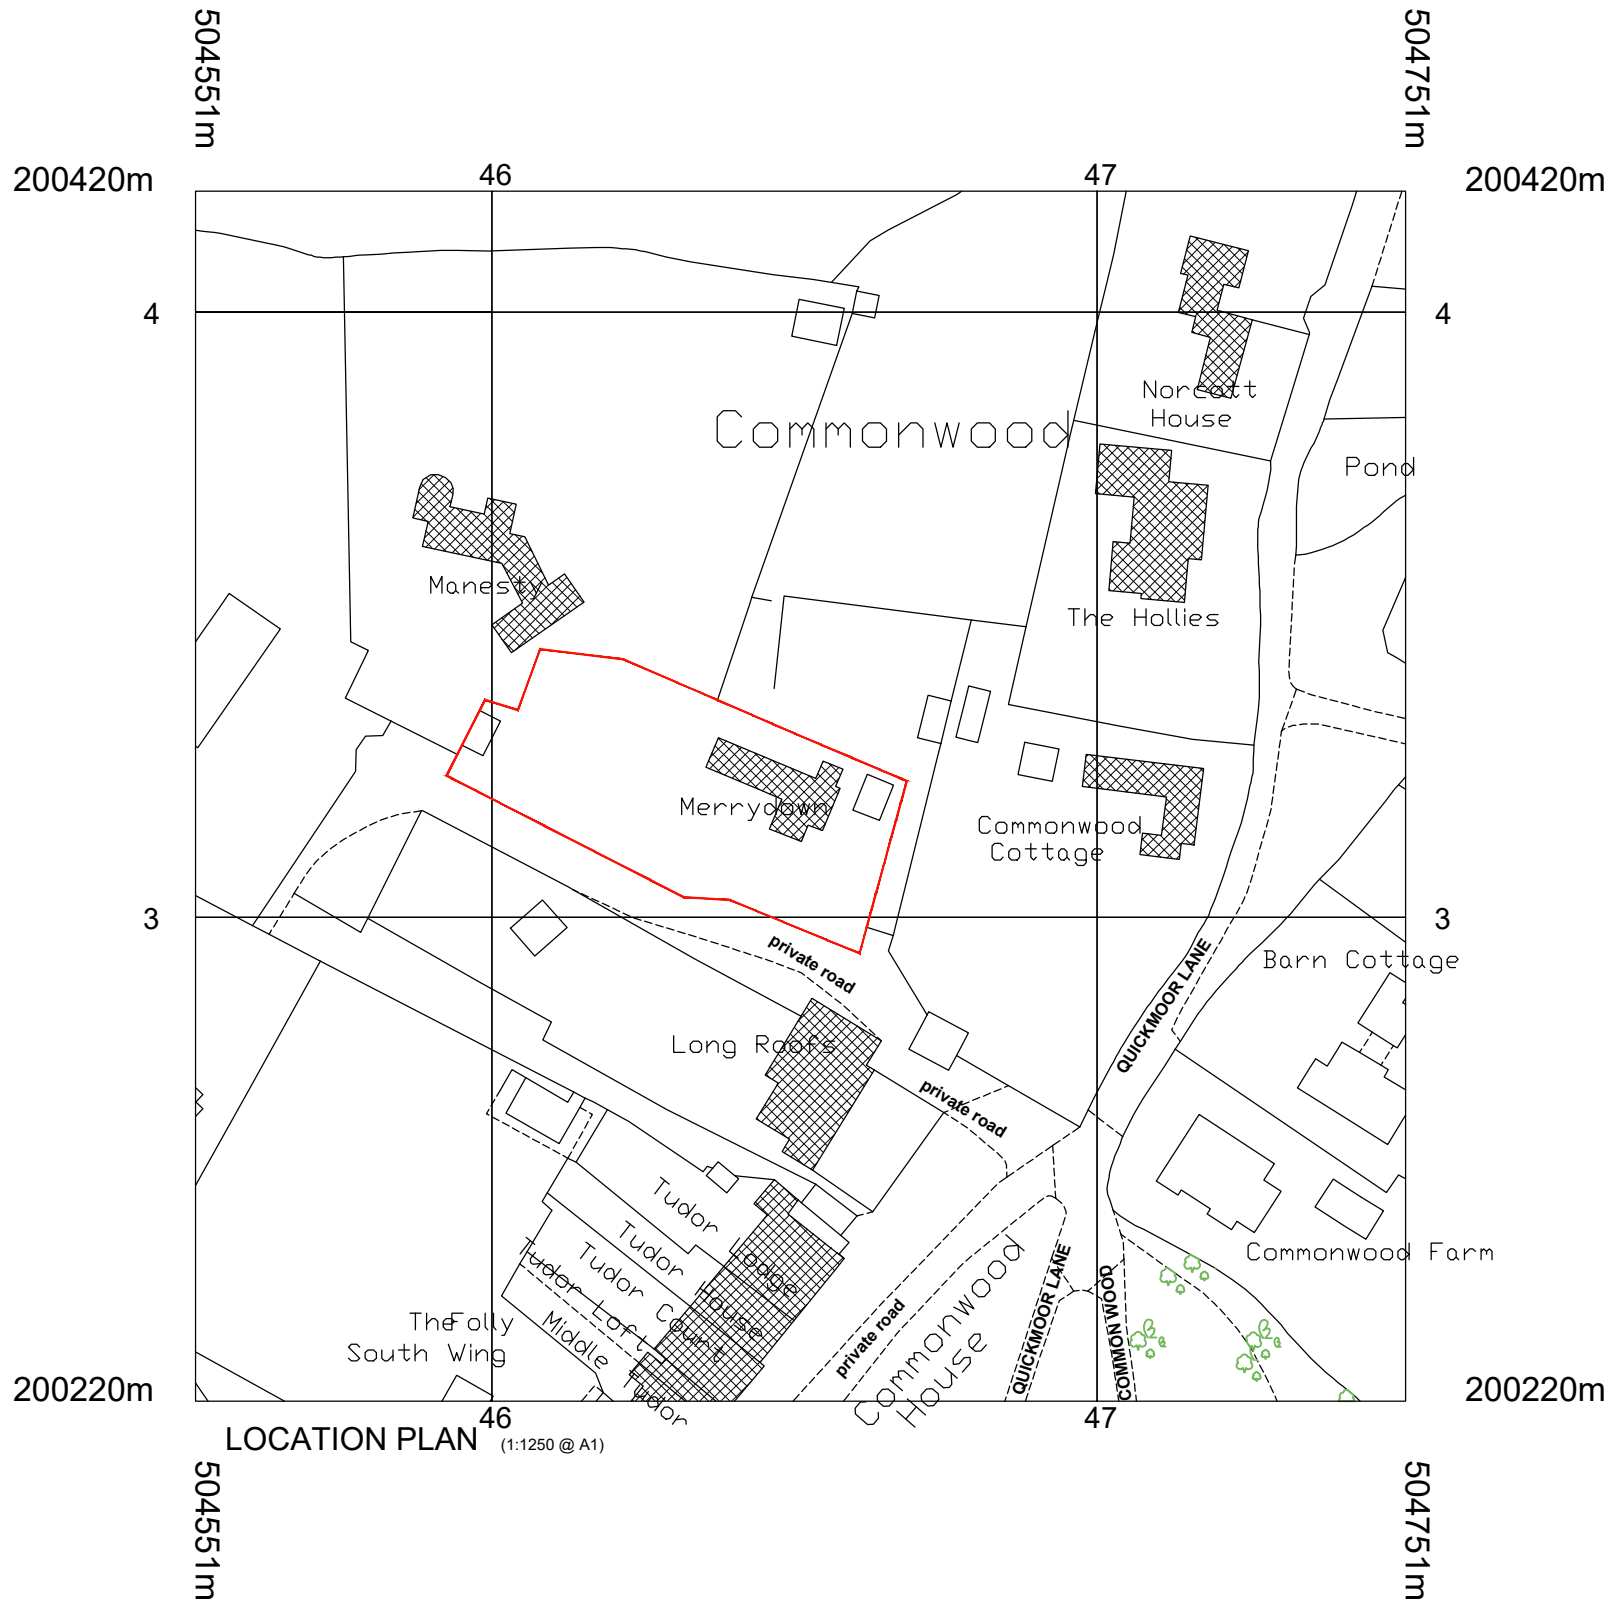 504551m
504751m
200420m
46
47
200420m
4
4
Norcott
House
Commonwood
Pond
Manesty
The Hollies
Merrydown
Commonwood
Cottage
3
3
private road
QUICKMOOR LANE
Barn Cottage
Long Roofs
private road
Tudor Lodge
Tudor House
Tudor Court
Tudor Loft
Middle
Tudor
The Folly
South Wing
private road
Commonwood
House
QUICKMOOR LANE
COMMON WOOD
Commonwood Farm
200220m
46
47
200220m
LOCATION PLAN (1:1250 @ A1)
504551m
504751m